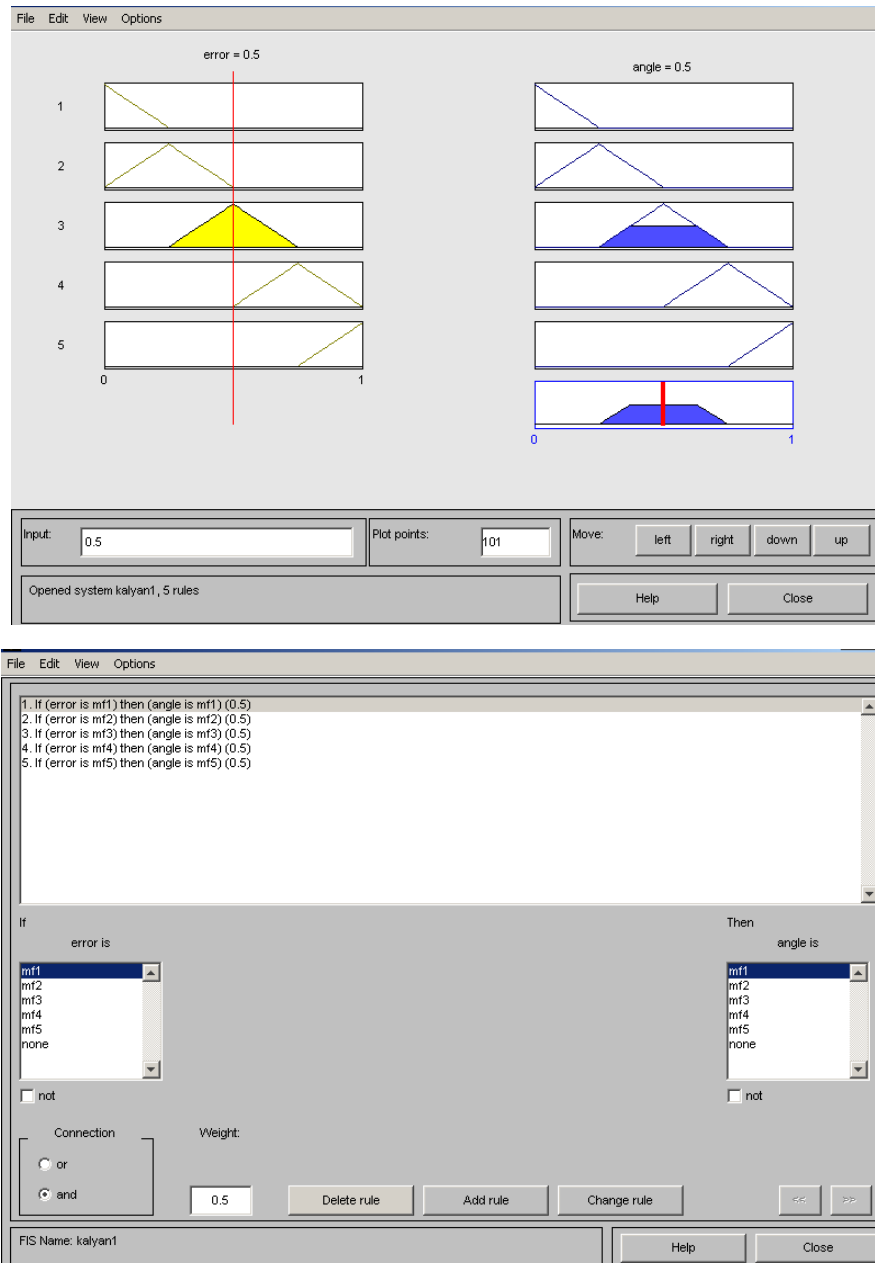 File Edit View Options
error = 0.5
angle = 0.5
1
2
3
4
5
0 1
0 1
Input: 0.5
Plot points: 101
Move: left right down up
Opened system kalyan1, 5 rules
Help Close
File Edit View Options
1. If (error is mf1) then (angle is mf1) (0.5)
2. If (error is mf2) then (angle is mf2) (0.5)
3. If (error is mf3) then (angle is mf3) (0.5)
4. If (error is mf4) then (angle is mf4) (0.5)
5. If (error is mf5) then (angle is mf5) (0.5)
If
error is
mf1
mf2
mf3
mf4
mf5
none
not
Then
angle is
mf1
mf2
mf3
mf4
mf5
none
not
Connection
or
and
Weight:
0.5
Delete rule Add rule Change rule << >>
FIS Name: kalyan1
Help Close